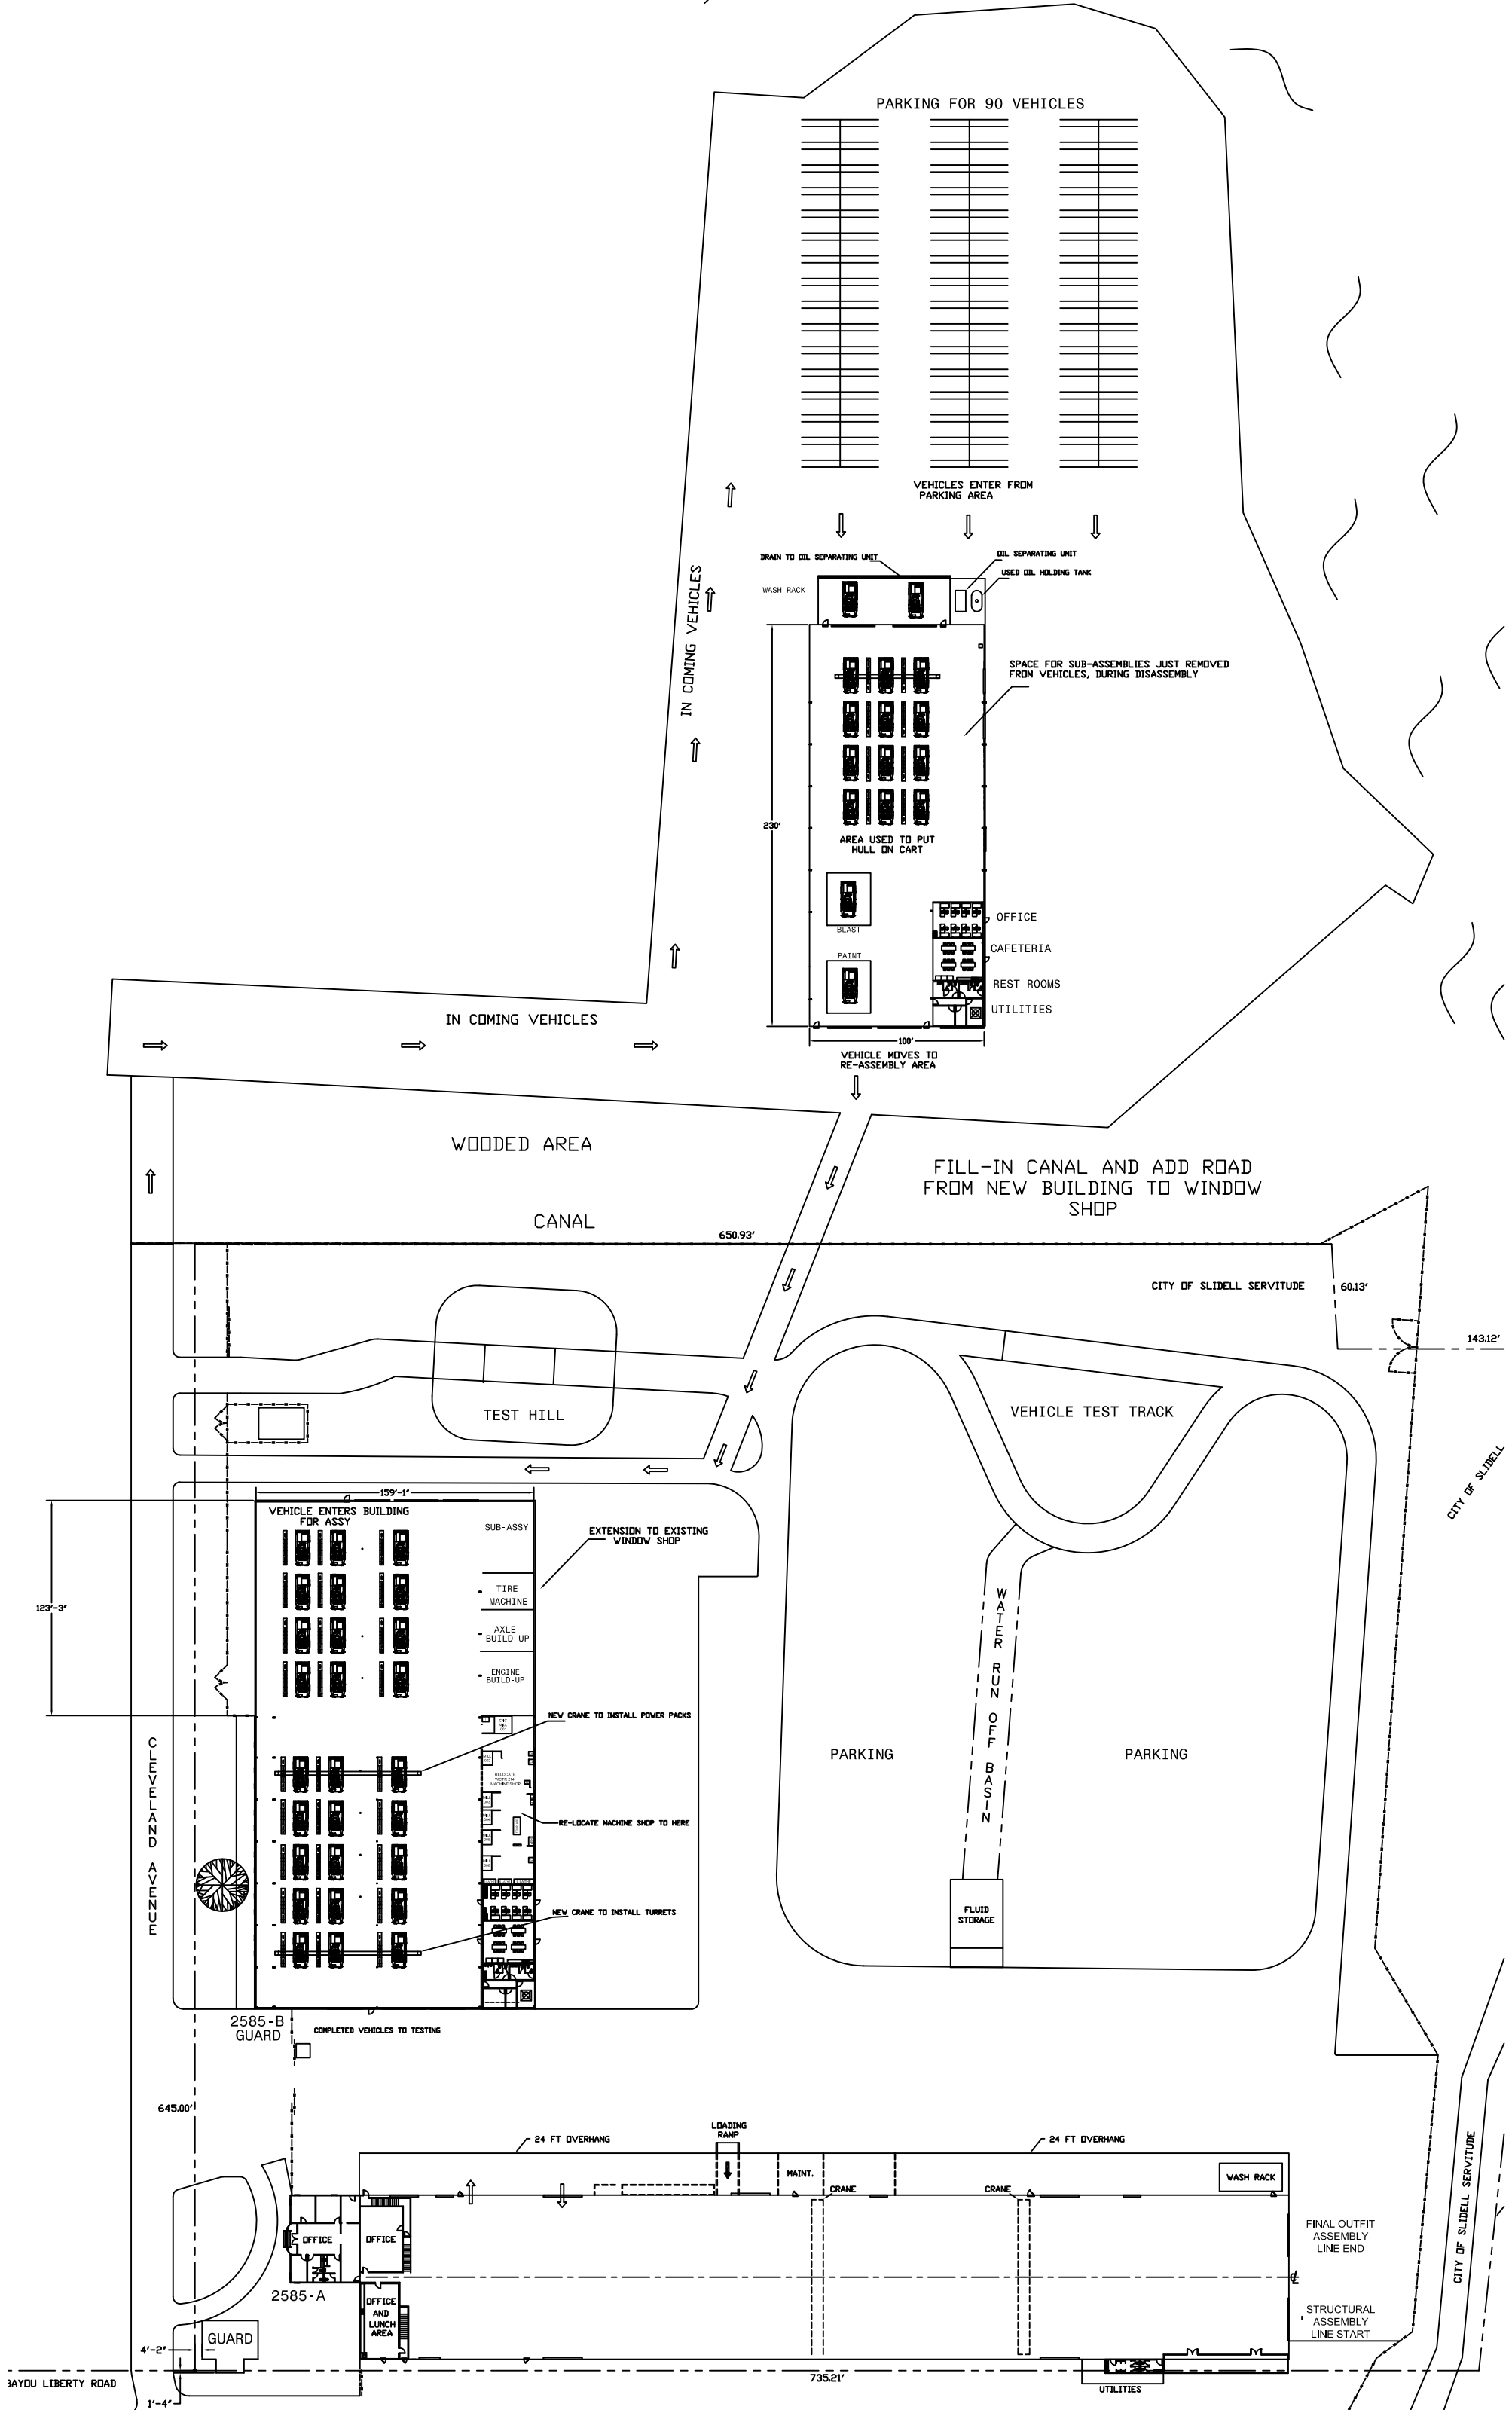 PARKING FOR 90 VEHICLES
VEHICLES ENTER FROM
PARKING AREA
DRAIN TO OIL SEPARATING UNIT
OIL SEPARATING UNIT
USED OIL HOLDING TANK
WASH RACK
IN COMING VEHICLES
SPACE FOR SUB-ASSEMBLIES JUST REMOVED
FROM VEHICLES, DURING DISASSEMBLY
230'
AREA USED TO PUT
HULL ON CART
BLAST
PAINT
OFFICE
CAFETERIA
REST ROOMS
UTILITIES
IN COMING VEHICLES
100'
VEHICLE MOVES TO
RE-ASSEMBLY AREA
WOODED AREA
FILL-IN CANAL AND ADD ROAD
FROM NEW BUILDING TO WINDOW
SHOP
CANAL
650.93'
CITY OF SLIDELL SERVITUDE
60.13'
143.12'
TEST HILL
VEHICLE TEST TRACK
CITY OF SLIDELL
159'-1"
VEHICLE ENTERS BUILDING
FOR ASSY
SUB-ASSY
EXTENSION TO EXISTING
WINDOW SHOP
123'-3"
TIRE
MACHINE
AXLE
BUILD-UP
ENGINE
BUILD-UP
WATER RUN OF BASIN
NEW CRANE TO INSTALL POWER PACKS
CLEVELAND AVENUE
PARKING
PARKING
RELOCATE
MACHINE SHOP
RE-LOCATE MACHINE SHOP TO HERE
NEW CRANE TO INSTALL TURRETS
FLUID
STORAGE
2585-B
GUARD
COMPLETED VEHICLES TO TESTING
645.00'
24 FT OVERHANG
LOADING
RAMP
24 FT OVERHANG
MAINT.
CRANE
CRANE
WASH RACK
OFFICE
OFFICE
FINAL OUTFIT
ASSEMBLY
LINE END
CITY OF SLIDELL SERVITUDE
2585-A
OFFICE
AND
LUNCH
AREA
STRUCTURAL
ASSEMBLY
LINE START
GUARD
4'-2"
735.21'
BAYOU LIBERTY ROAD
UTILITIES
1'-4"